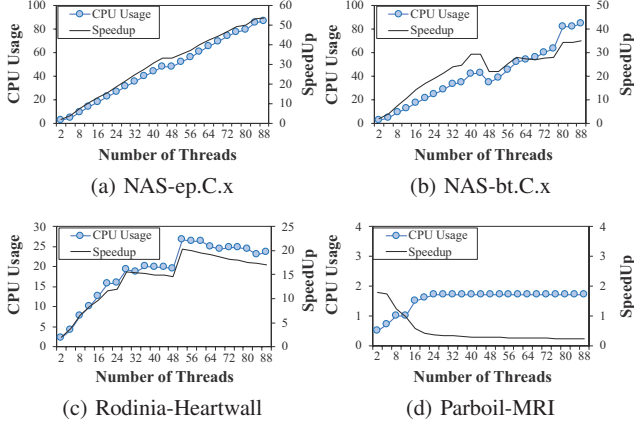 100 60
CPU Usage
Speedup
80 50
60 40
40 30
20 20
10
0 0
CPU Usage
SpeedUp
2 8 16 24 32 40 48 56 64 72 80 88
Number of Threads
(a) NAS-ep.C.x
100 50
CPU Usage
Speedup
80 40
60 30
40 20
20 10
0 0
CPU Usage
SpeedUp
2 8 16 24 32 40 48 56 64 72 80 88
Number of Threads
(b) NAS-bt.C.x
30 25
CPU Usage
Speedup
25 20
20 15
15
10 10
5 5
0 0
CPU Usage
SpeedUp
2 8 16 24 32 40 48 56 64 72 80 88
Number of Threads
(c) Rodinia-Heartwall
4 4
CPU Usage
Speedup
3 3
2 2
1 1
0 0
CPU Usage
SpeedUp
2 8 16 24 32 40 48 56 64 72 80 88
Number of Threads
(d) Parboil-MRI